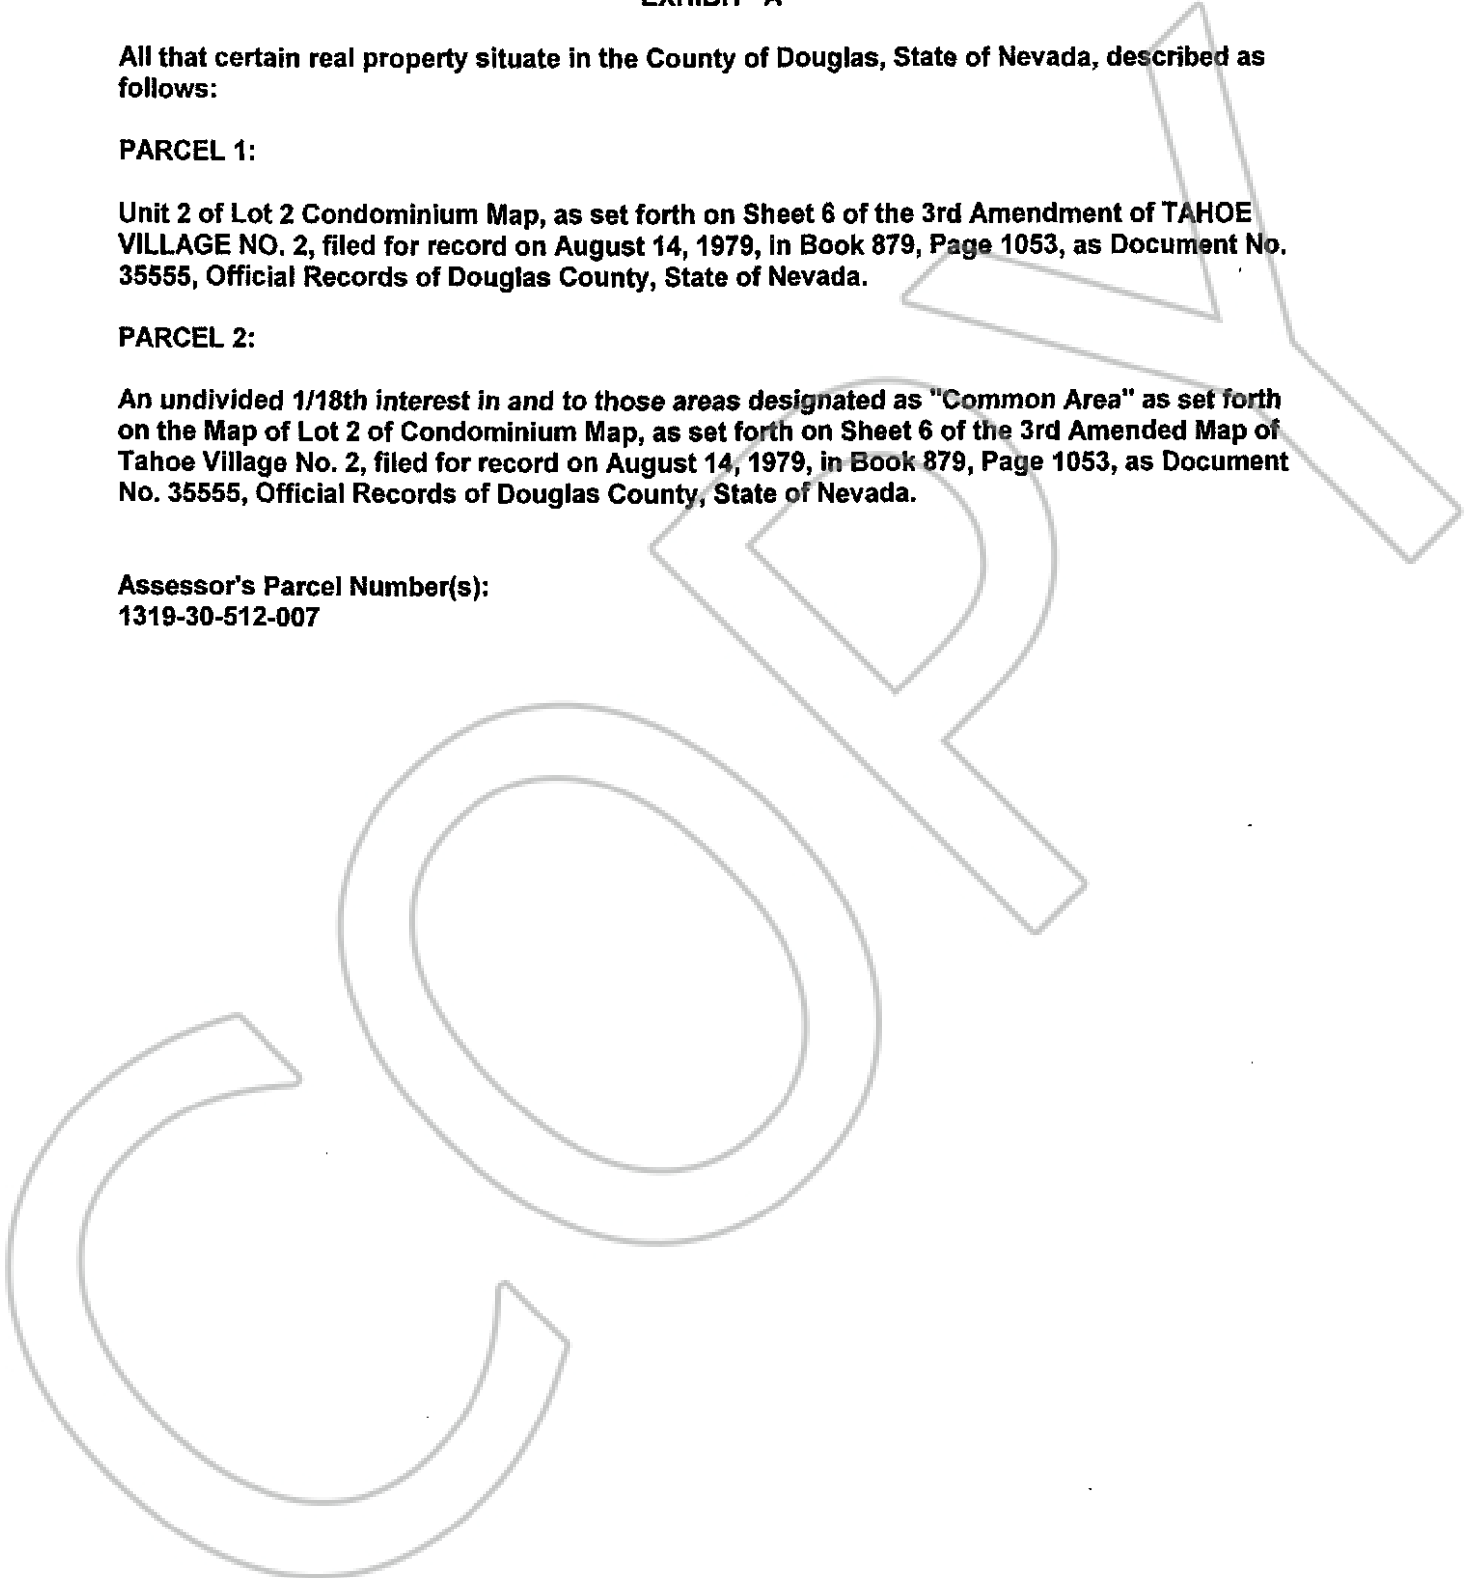 EXHIBIT "A"
All that certain real property situate in the County of Douglas, State of Nevada, described as
follows:
PARCEL 1:
Unit 2 of Lot 2 Condominium Map, as set forth on Sheet 6 of the 3rd Amendment of TAHOE
VILLAGE NO. 2, filed for record on August 14, 1979, in Book 879, Page 1053, as Document No.
35555, Official Records of Douglas County, State of Nevada.
PARCEL 2:
An undivided 1/18th interest in and to those areas designated as "Common Area" as set forth
on the Map of Lot 2 of Condominium Map, as set forth on Sheet 6 of the 3rd Amended Map of
Tahoe Village No. 2, filed for record on August 14, 1979, in Book 879, Page 1053, as Document
No. 35555, Official Records of Douglas County, State of Nevada.
Assessor's Parcel Number(s):
1319-30-512-007
COPY